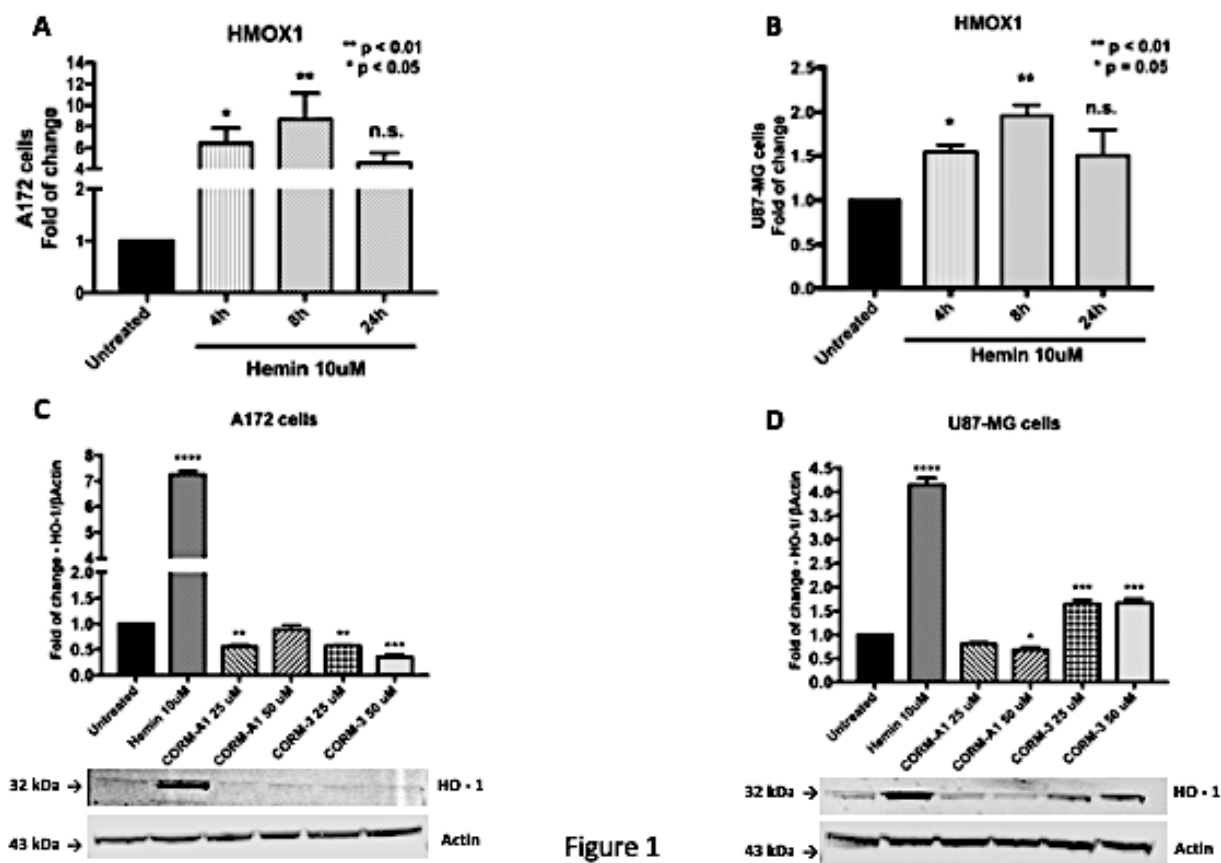 A
HMOX1
** p < 0.01
* p < 0.05
A172 cells
Fold of change
14
12
10
8
6
4
2
1
0
*
**
n.s.
Untreated
4h
8h
24h
Hemin 10uM
B
HMOX1
** p < 0.01
* p = 0.05
U87-MG cells
Fold of change
2.5
2.0
1.5
1.0
0.5
0.0
*
**
n.s.
Untreated
4h
8h
24h
Hemin 10uM
C
A172 cells
Fold of change - HO-1/βActin
8
7
6
5
4
2.0
1.5
1.0
0.5
0.0
****
**
**
***
Untreated
Hemin 10uM
CORM-A1 25 uM
CORM-A1 50 uM
CORM-3 25 uM
CORM-3 50 uM
32 kDa →
HO - 1
43 kDa →
Actin
D
U87-MG cells
Fold of change - HO-1/ βActin
4.5
4.0
3.5
3.0
2.5
2.0
1.5
1.0
0.5
0.0
****
*
***
***
Untreated
Hemin 10uM
CORM-A1 25 uM
CORM-A1 50 uM
CORM-3 25 uM
CORM-3 50 uM
32 kDa →
HO - 1
43 kDa →
Actin
Figure 1